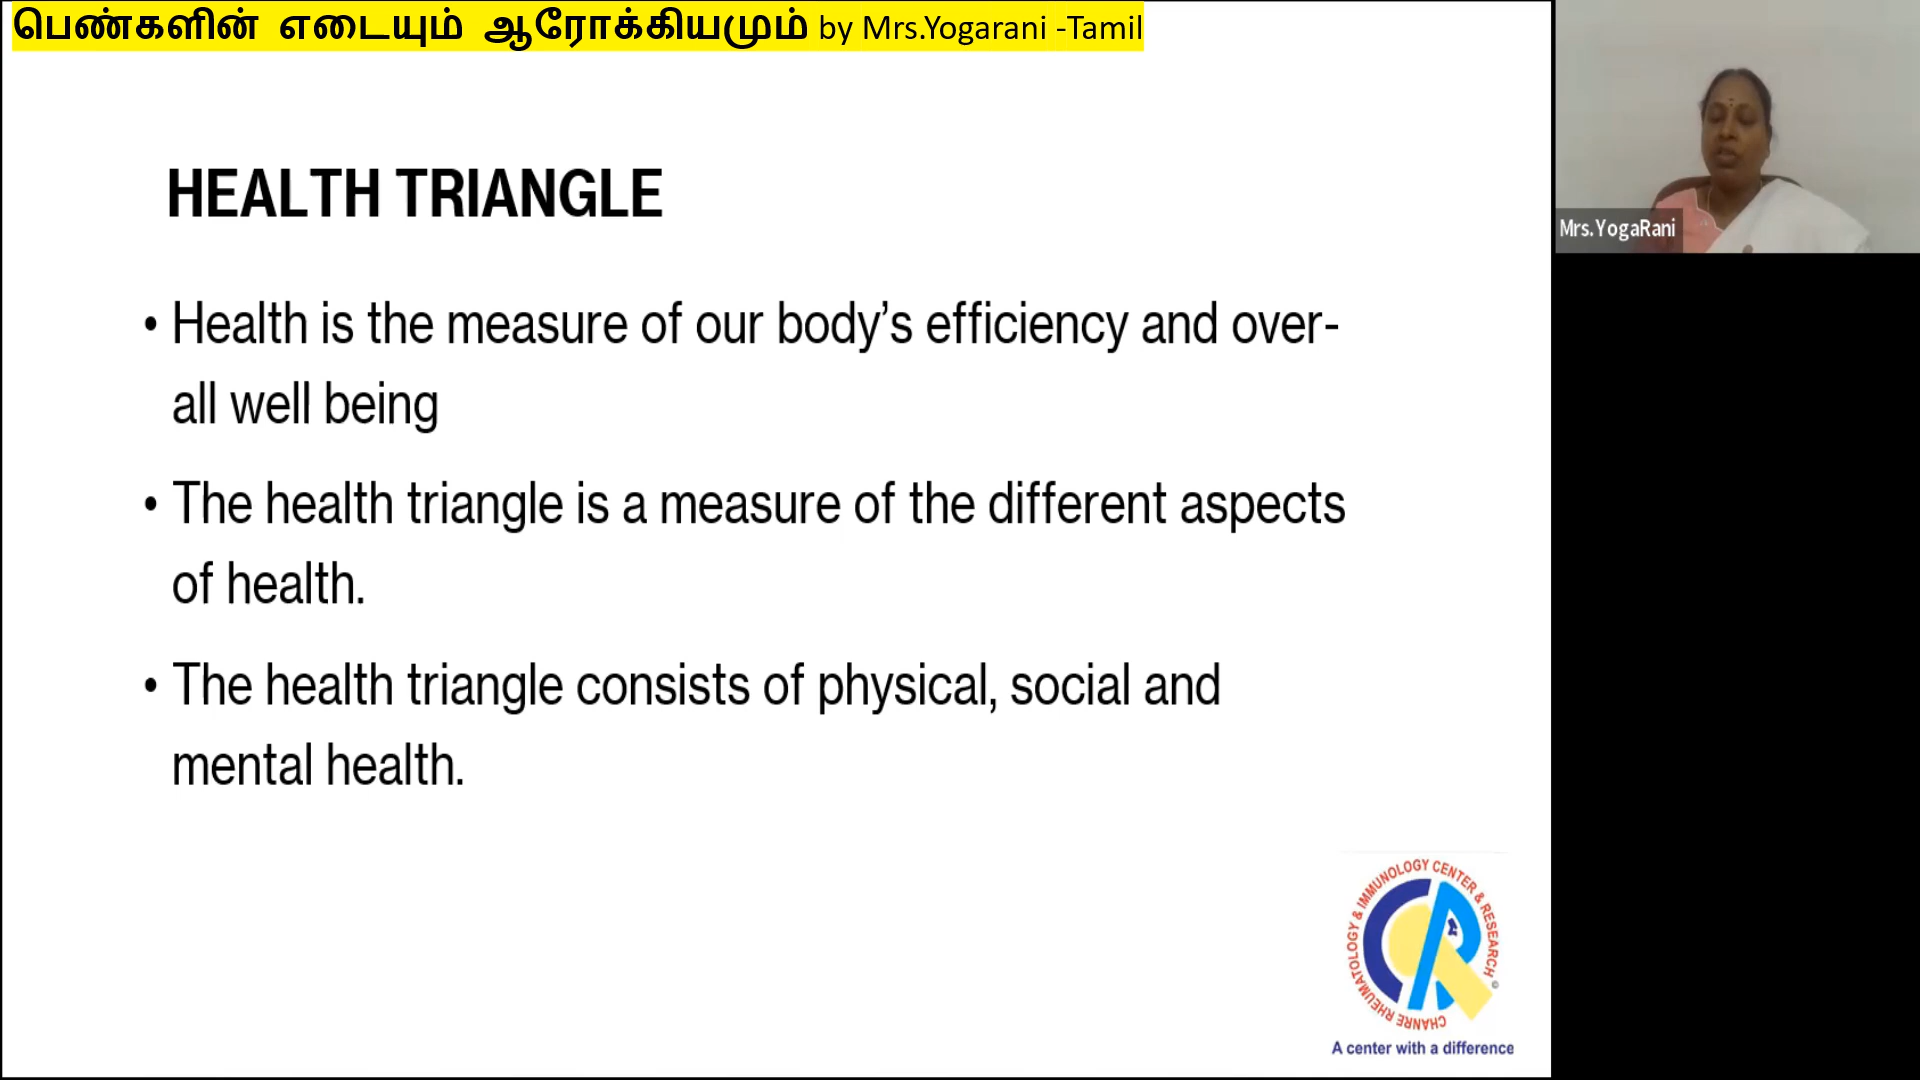 பெண்களின் எடையும் ஆரோக்கியமும் by Mrs.Yogarani -Tamil
Mrs.YogaRani
HEALTH TRIANGLE
• Health is the measure of our body’s efficiency and over-
all well being
• The health triangle is a measure of the different aspects
of health.
• The health triangle consists of physical, social and
mental health.
CHANRE RHEUMATOLOGY & IMMUNOLOGY CENTER & RESEARCH ©
A center with a difference